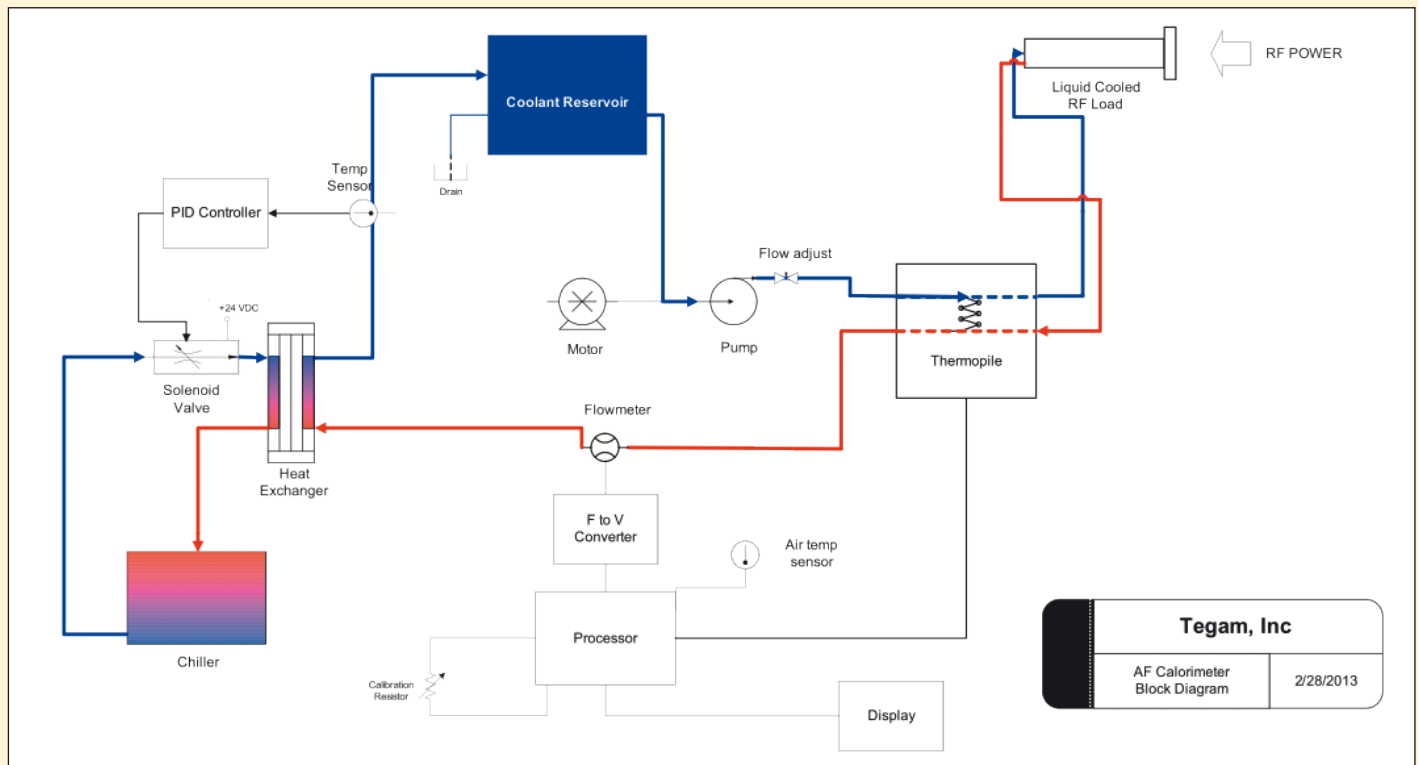 RF POWER
Liquid Cooled
RF Load
Coolant Reservoir
Temp
Sensor
Drain
PID Controller
Flow adjust
+24 VDC
Motor
Pump
Thermopile
Solenoid
Valve
Flowmeter
Heat
Exchanger
F to V
Converter
Air temp
sensor
Processor
Chiller
Calibration
Resistor
Display
Tegam, Inc
AF Calorimeter
Block Diagram
2/28/2013